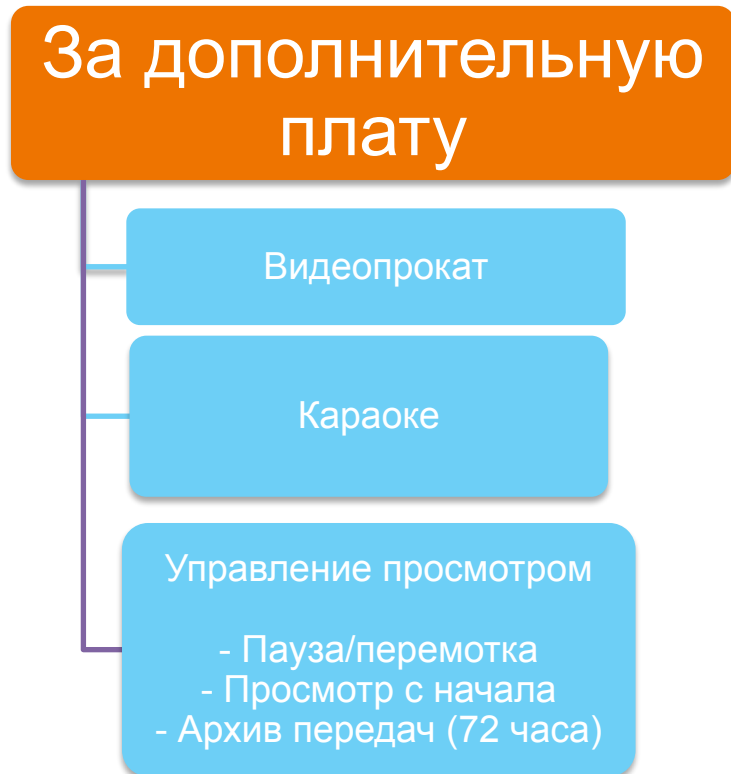 За дополнительную
плату
Видеопрокат
Караоке
Управление просмотром
- Пауза/перемотка
- Просмотр с начала
- Архив передач (72 часа)